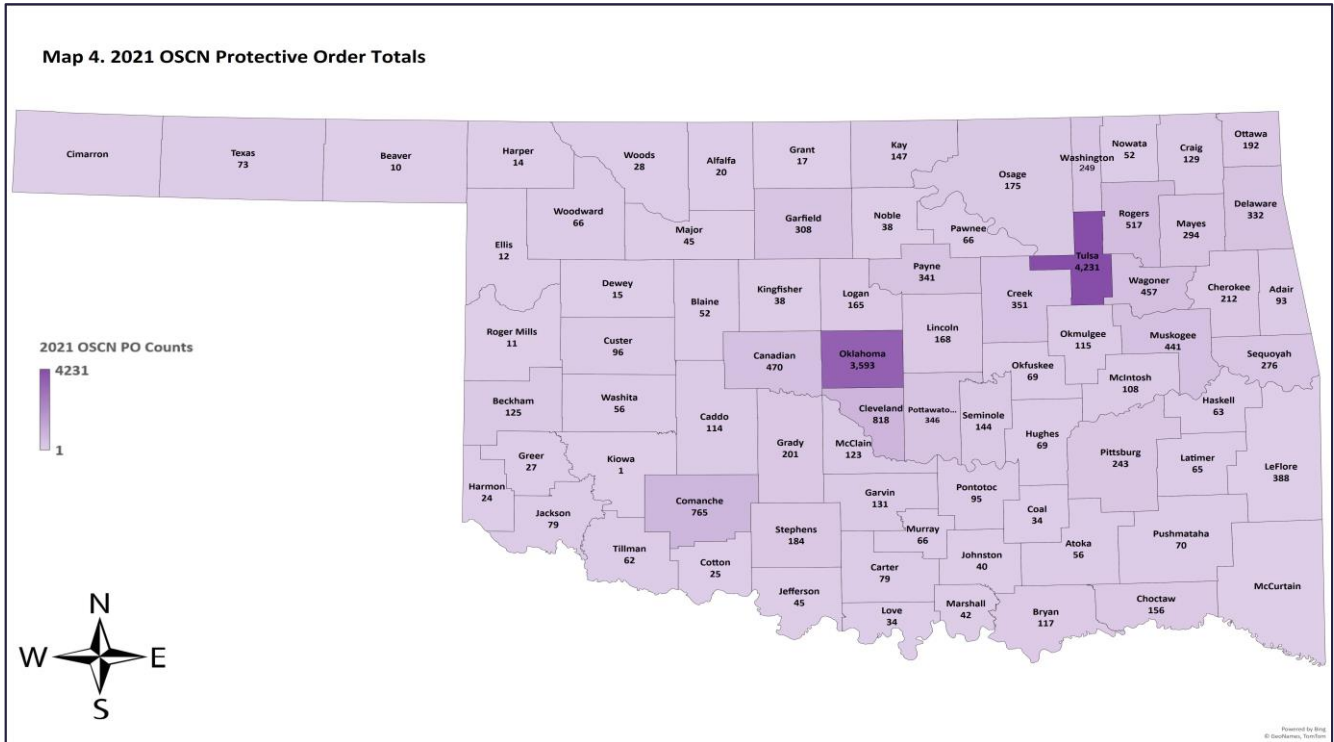 Map 4. 2021 OSCN Protective Order Totals
Cimarron
Texas
73
Beaver
10
Harper
14
Woods
28
Alfalfa
20
Grant
17
Kay
147
Osage
175
Washington
249
Nowata
52
Craig
129
Ottawa
192
Woodward
66
Ellis
12
Major
45
Garfield
308
Noble
38
Pawnee
66
Rogers
517
Mayes
294
Delaware
332
Tulsa
4,231
Dewey
15
Blaine
52
Kingfisher
38
Logan
165
Payne
341
Creek
351
Wagoner
457
Cherokee
212
Adair
93
Roger Mills
11
Custer
96
Canadian
470
Oklahoma
3,593
Lincoln
168
Okmulgee
115
Muskogee
441
Sequoyah
276
Okfuskee
69
McIntosh
108
2021 OSCN PO Counts
4231
1
Beckham
125
Washita
56
Caddo
114
Grady
201
Cleveland
818
McClain
123
Pottawato...
346
Seminole
144
Hughes
69
Haskell
63
Pittsburg
243
Latimer
65
LeFlore
388
Harmon
24
Greer
27
Kiowa
1
Jackson
79
Comanche
765
Tillman
62
Cotton
25
Stephens
184
Garvin
131
Murray
66
Pontotoc
95
Coal
34
Atoka
56
Pushmataha
70
McCurtain
Jefferson
45
Carter
79
Johnston
40
Love
34
Marshall
42
Bryan
117
Choctaw
156
N
W
E
S
Powered by Bing
© GeoNames, TomTom